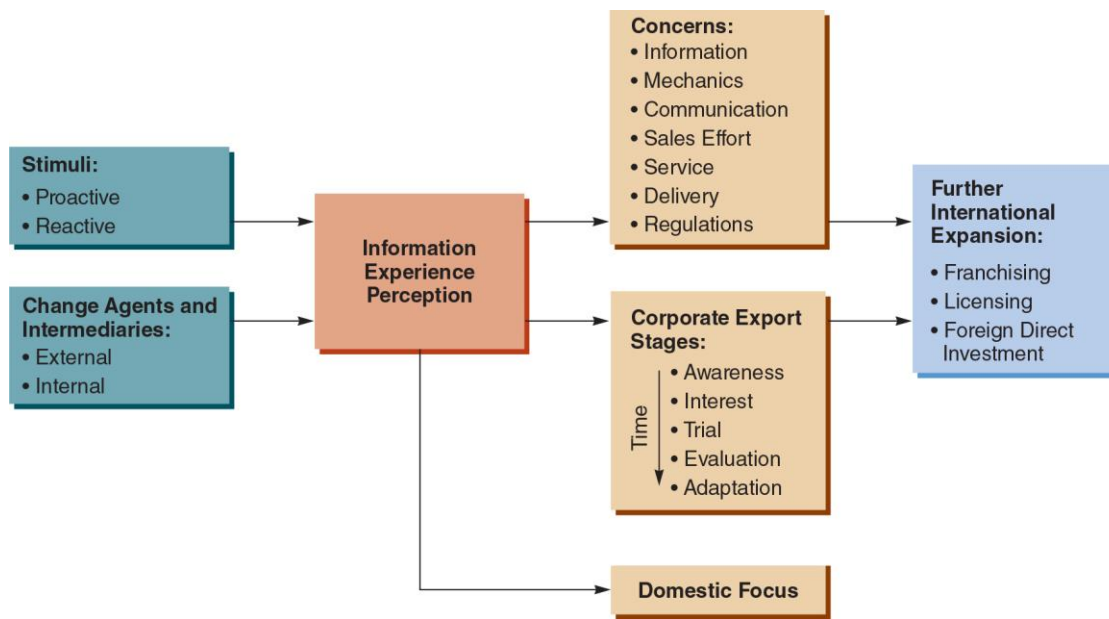 Stimuli:
• Proactive
• Reactive
Change Agents and
Intermediaries:
• External
• Internal
Information
Experience
Perception
Concerns:
• Information
• Mechanics
• Communication
• Sales Effort
• Service
• Delivery
• Regulations
Corporate Export
Stages:
Time
• Awareness
• Interest
• Trial
• Evaluation
• Adaptation
Domestic Focus
Further
International
Expansion:
• Franchising
• Licensing
• Foreign Direct
Investment